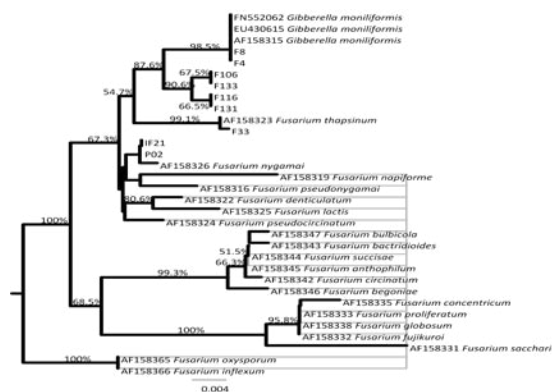 FN552062 Gibberella moniliformis
EU430615 Gibberella moniliformis
AF158315 Gibberella moniliformis
98.5%
F8
F4
87.6%
67.5%
F106
90.6%
F133
54.7%
F116
66.5%
F131
99.1%
AF158323 Fusarium thapsinum
F33
67.3%
IF21
P02
AF158326 Fusarium nygamai
AF158319 Fusarium napiforme
AF158316 Fusarium pseudonygamai
80.6%
AF158322 Fusarium denticulatum
AF158325 Fusarium lactis
100%
AF158324 Fusarium pseudocircinatum
AF158347 Fusarium bulbicola
AF158343 Fusarium bactridioides
51.5%
AF158344 Fusarium succisae
66.3%
AF158345 Fusarium anthophilum
99.3%
AF158342 Fusarium circinatum
AF158346 Fusarium begoniae
68.5%
AF158335 Fusarium concentricum
AF158333 Fusarium proliferatum
95.8%
AF158338 Fusarium globosum
100%
AF158332 Fusarium fujikuroi
AF158331 Fusarium sacchari
100%
AF158365 Fusarium oxysporum
AF158366 Fusarium inflexum
0.004